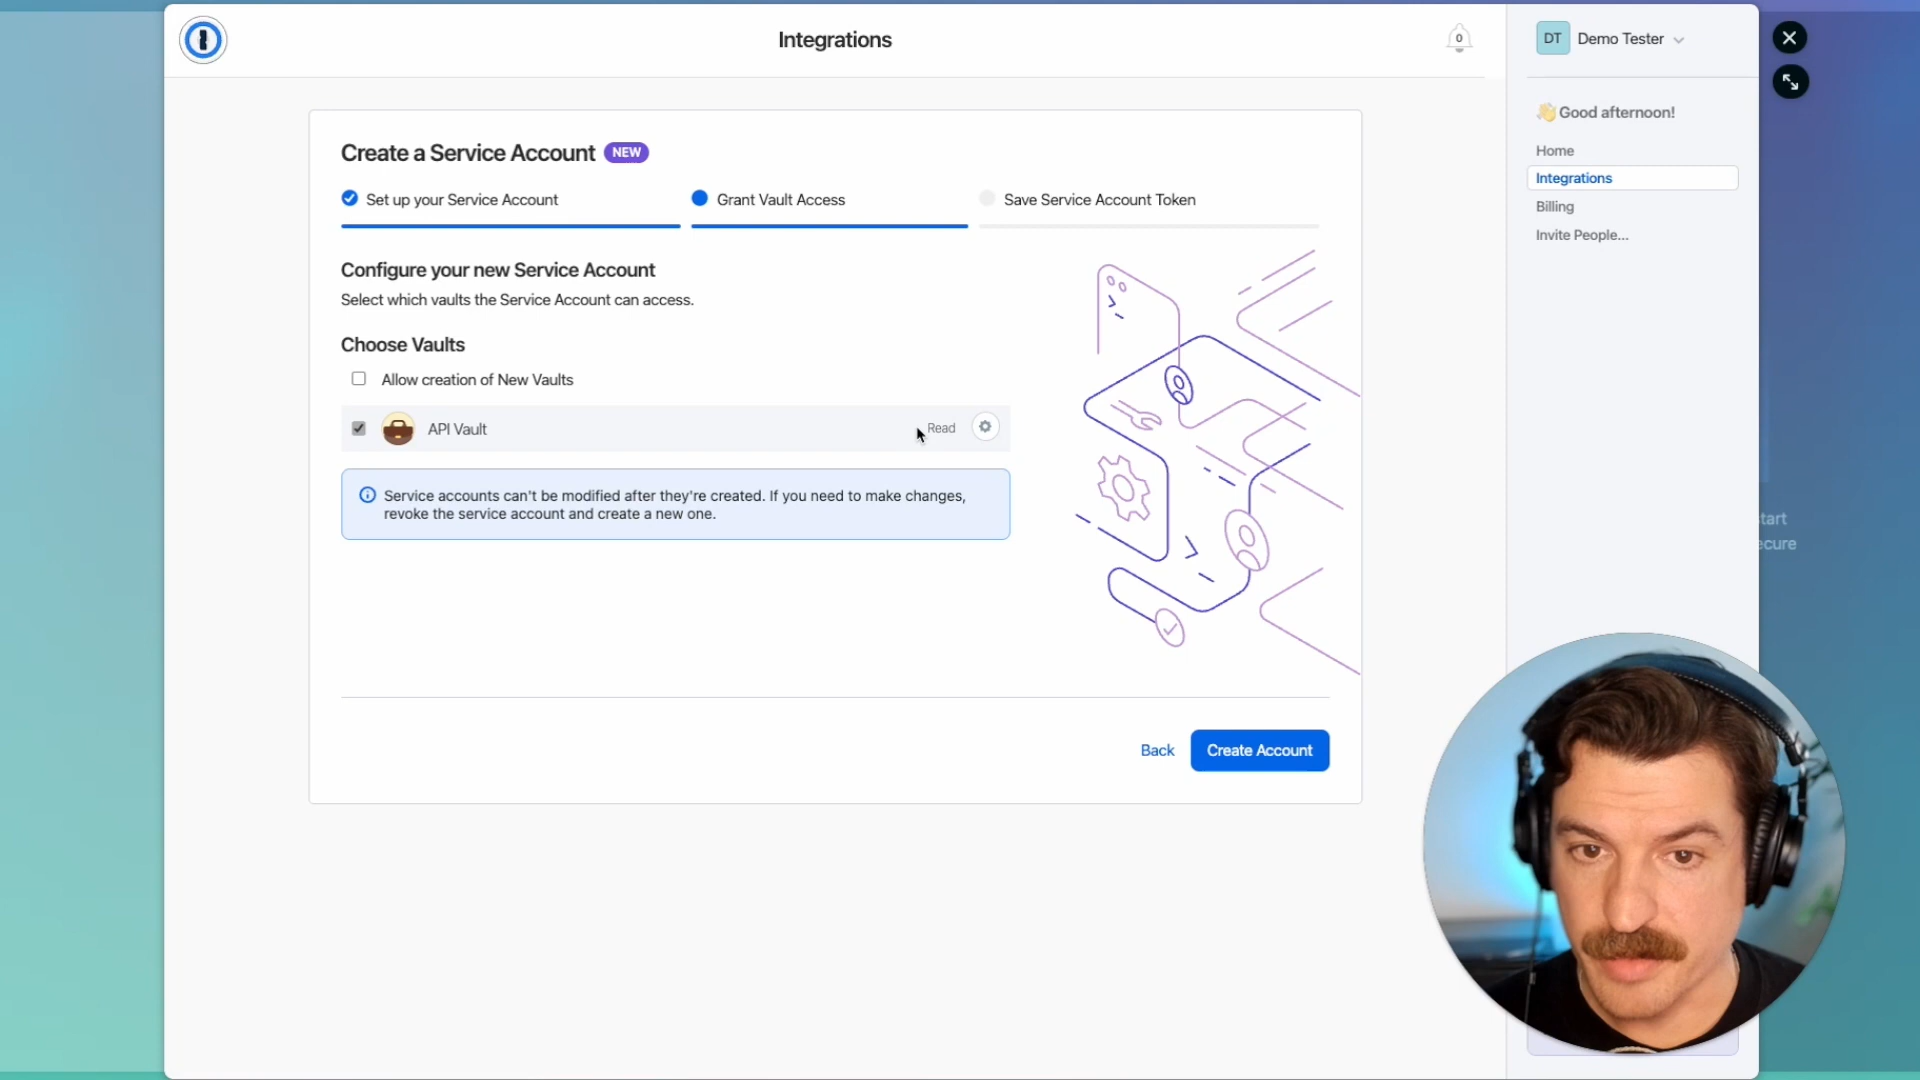 Integrations
0
DT Demo Tester
👋 Good afternoon!
Home
Integrations
Billing
Invite People...
Create a Service Account NEW
Set up your Service Account
Grant Vault Access
Save Service Account Token
Configure your new Service Account
Select which vaults the Service Account can access.
Choose Vaults
Allow creation of New Vaults
API Vault
Read
Service accounts can't be modified after they're created. If you need to make changes,
revoke the service account and create a new one.
Back
Create Account